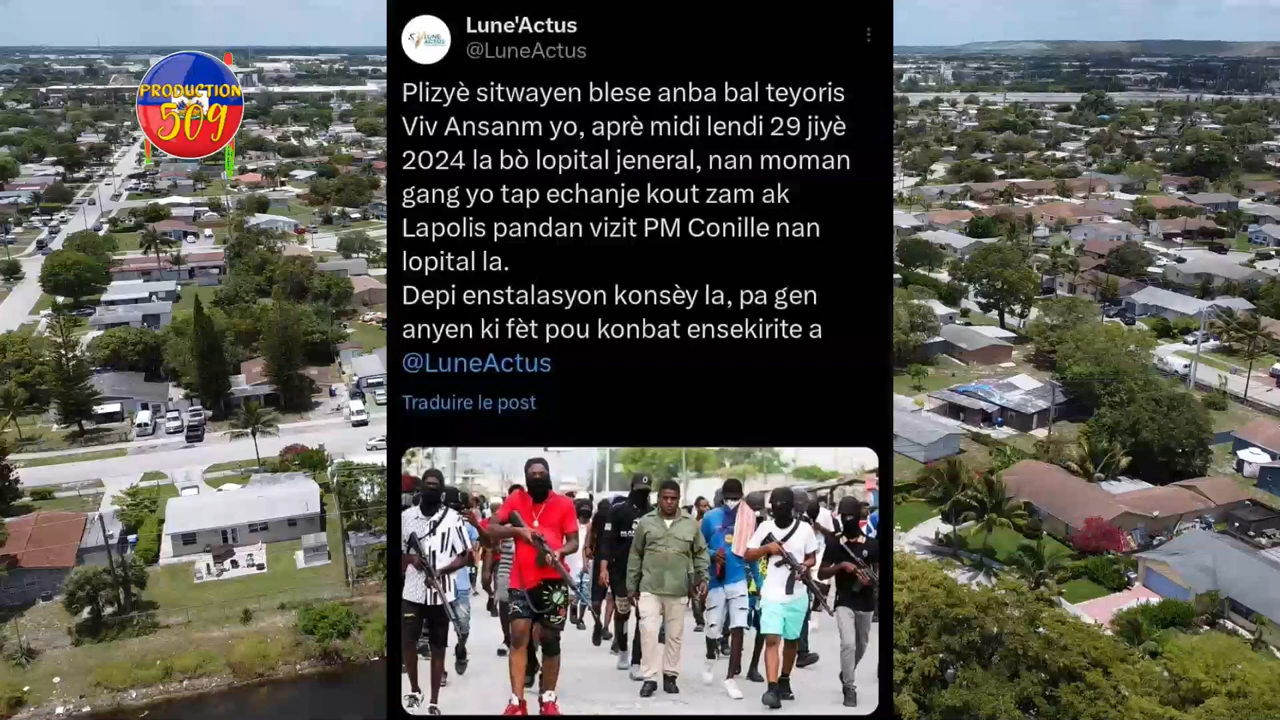 PRODUCTION
509
Lune'Actus
@LuneActus
Plizyè sitwayen blese anba bal teyoris
Viv Ansanm yo, aprè midi lendi 29 jiyè
2024 la bò lopital jeneral, nan moman
gang yo tap echanje kout zam ak
Lapolis pandan vizit PM Conille nan
lopital la.
Depi enstalasyon konsèy la, pa gen
anyen ki fèt pou konbat ensekirite a
@LuneActus
Traduire le post